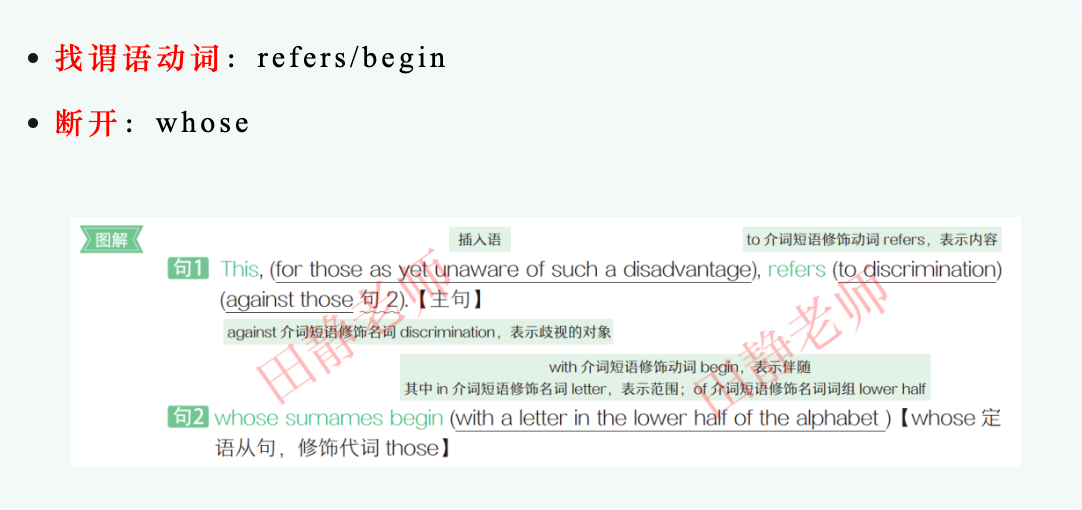 • 找谓语动词：refers/begin
• 断开：whose
图解
插入语
to 介词短语修饰动词 refers，表示内容
句1 This, (for those as yet unaware of such a disadvantage), refers (to discrimination)
(against those 句 2).【主句】
against 介词短语修饰名词 discrimination，表示歧视的对象
with 介词短语修饰动词 begin，表示伴随
其中 in 介词短语修饰名词 letter，表示范围；of 介词短语修饰名词词组 lower half
句2 whose surnames begin (with a letter in the lower half of the alphabet )【whose 定
语从句，修饰代词 those】
田静老师
田静老师